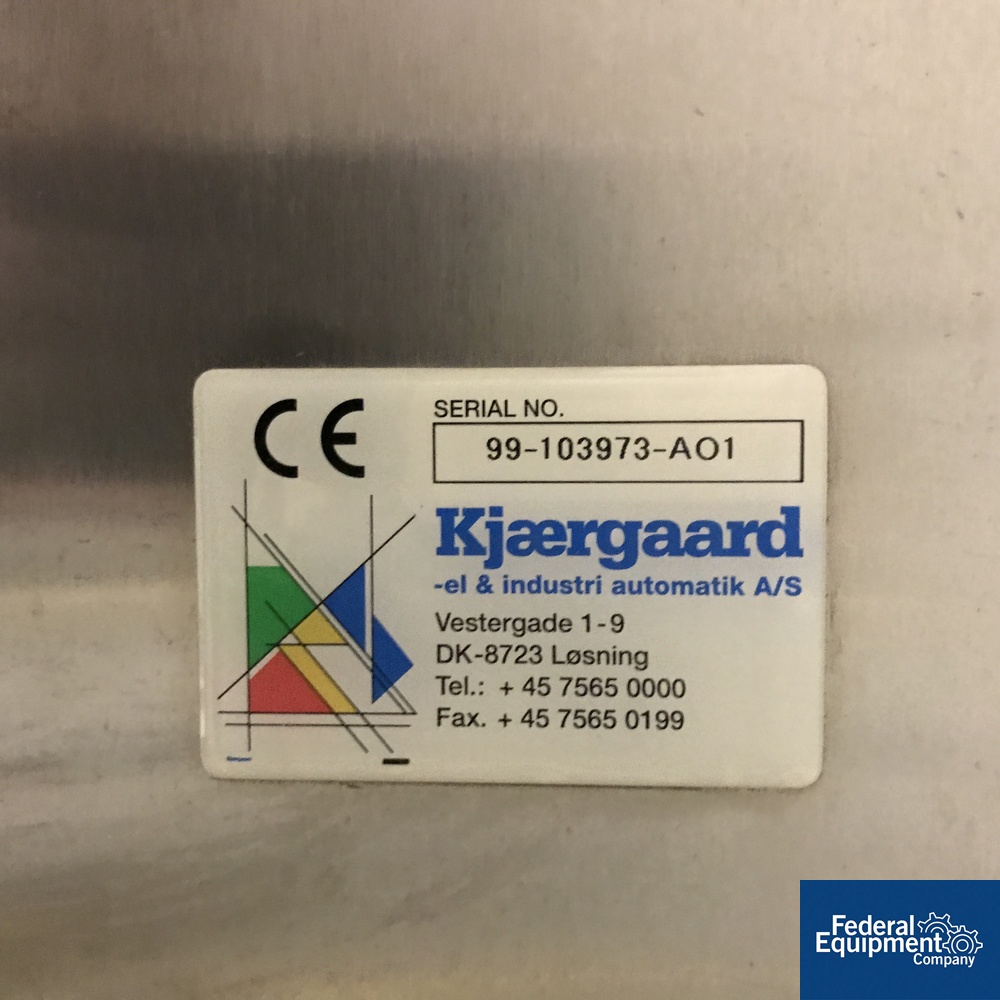 CE
SERIAL NO.
99-103973-AO1
Kjærgaard
-el & industri automatik A/S
Vestergade 1-9
DK-8723 Løsning
Tel.: + 45 7565 0000
Fax. + 45 7565 0199
Federal
Equipment
Company